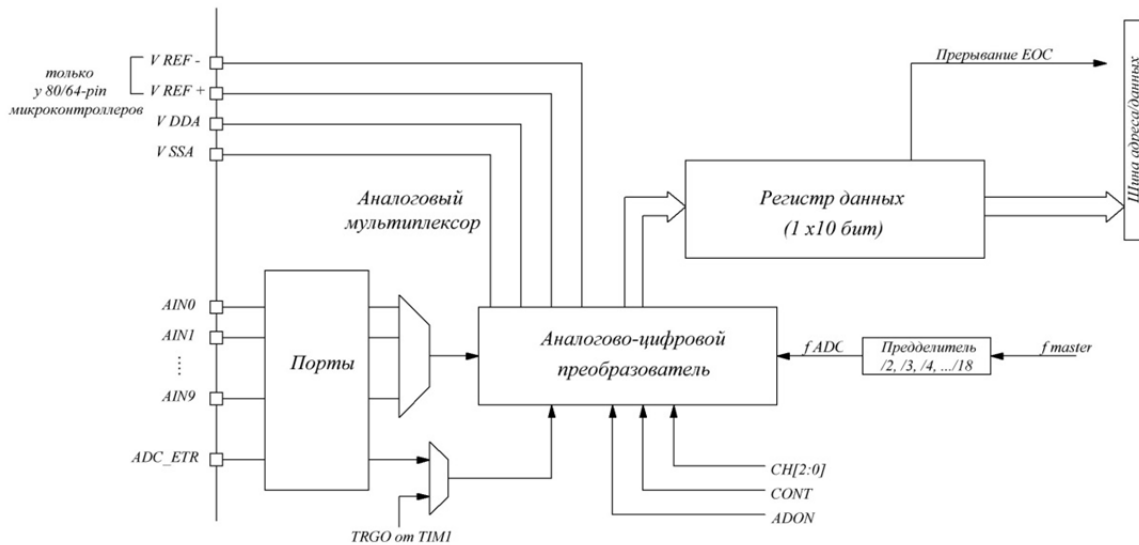 V REF -
только
у 80/64-pin
микроконтроллеров
V REF +
V DDA
V SSA
Прерывание EOC
Шина адреса/данных
Аналоговый
мультиплексор
Регистр данных
(1 x10 бит)
AIN0
AIN1
.....
AIN9
ADC_ETR
Порты
Аналогово-цифровой
преобразователь
f ADC
Предделитель
/2, /3, /4, .../18
f master
CH[2:0]
CONT
ADON
TRGO от TIM1